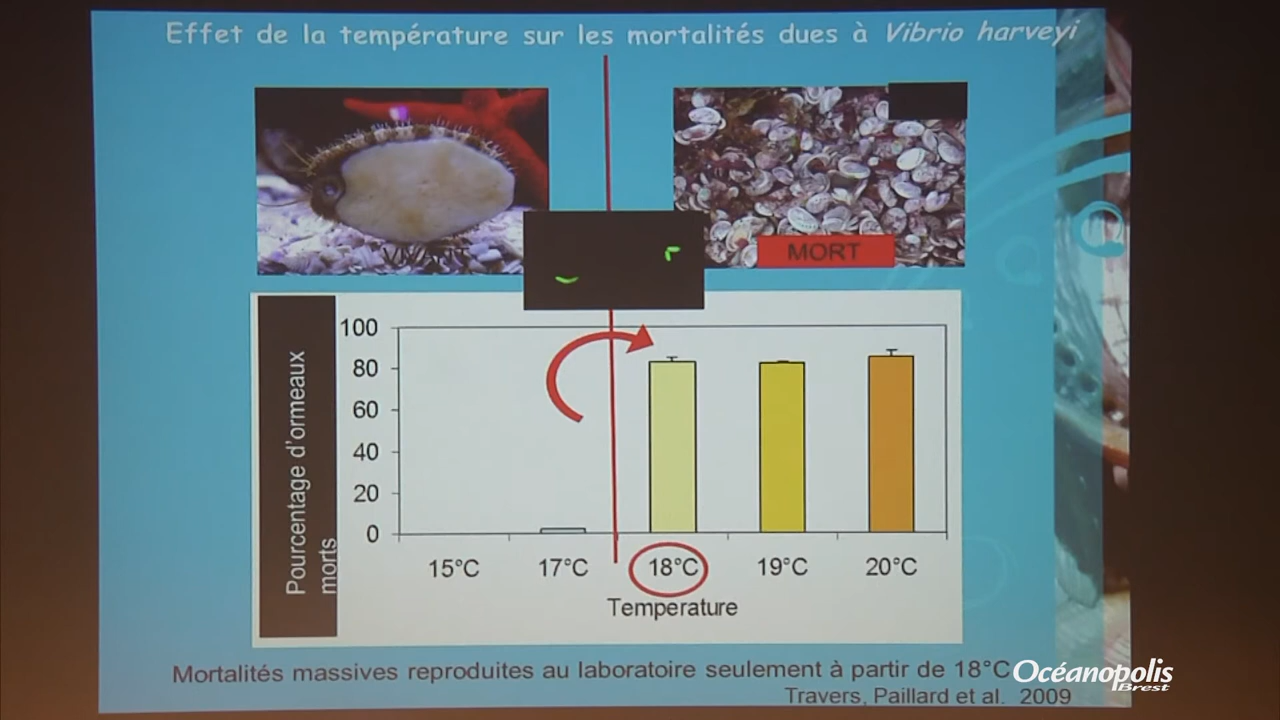 Effet de la température sur les mortalités dues à Vibrio harveyi
VIVANT
MORT
Pourcentage d'ormeaux
morts
100
80
60
40
20
0
15°C 17°C 18°C 19°C 20°C
Temperature
Mortalités massives reproduites au laboratoire seulement à partir de 18°C
Océanopolis
Brest
Travers, Paillard et al. 2009